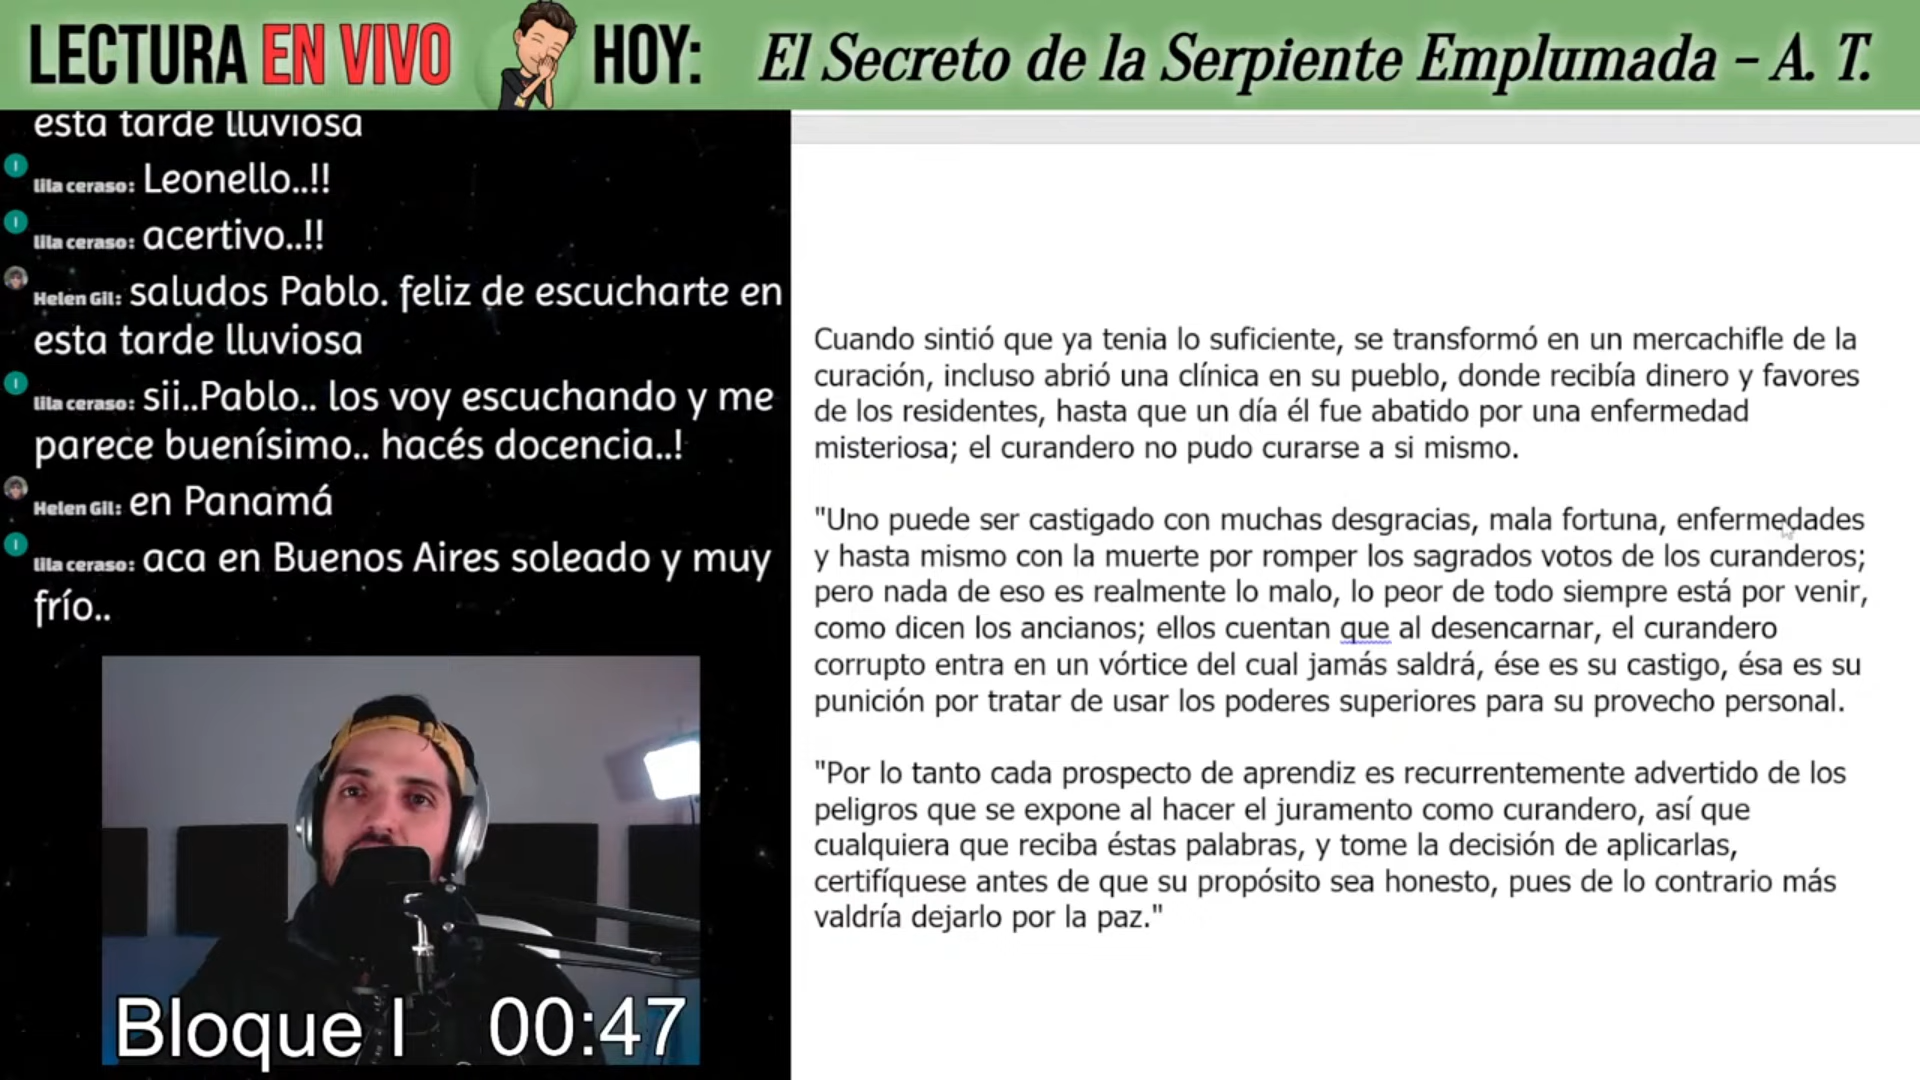 LECTURA EN VIVO HOY: El Secreto de la Serpiente Emplumada - A. T.
esta tarde lluviosa
lila ceraso: Leonello..!!
lila ceraso: acertivo..!!
Helen Gil: saludos Pablo. feliz de escucharte en
esta tarde lluviosa
lila ceraso: sii..Pablo.. los voy escuchando y me
parece buenísimo.. hacés docencia..!
Helen Gil: en Panamá
lila ceraso: aca en Buenos Aires soleado y muy
frío..
Bloque I 00:47
Cuando sintió que ya tenia lo suficiente, se transformó en un mercachifle de la
curación, incluso abrió una clínica en su pueblo, donde recibía dinero y favores
de los residentes, hasta que un día él fue abatido por una enfermedad
misteriosa; el curandero no pudo curarse a si mismo.
"Uno puede ser castigado con muchas desgracias, mala fortuna, enfermedades
y hasta mismo con la muerte por romper los sagrados votos de los curanderos;
pero nada de eso es realmente lo malo, lo peor de todo siempre está por venir,
como dicen los ancianos; ellos cuentan que al desencarnar, el curandero
corrupto entra en un vórtice del cual jamás saldrá, ése es su castigo, ésa es su
punición por tratar de usar los poderes superiores para su provecho personal.
"Por lo tanto cada prospecto de aprendiz es recurrentemente advertido de los
peligros que se expone al hacer el juramento como curandero, así que
cualquiera que reciba éstas palabras, y tome la decisión de aplicarlas,
certifíquese antes de que su propósito sea honesto, pues de lo contrario más
valdría dejarlo por la paz."